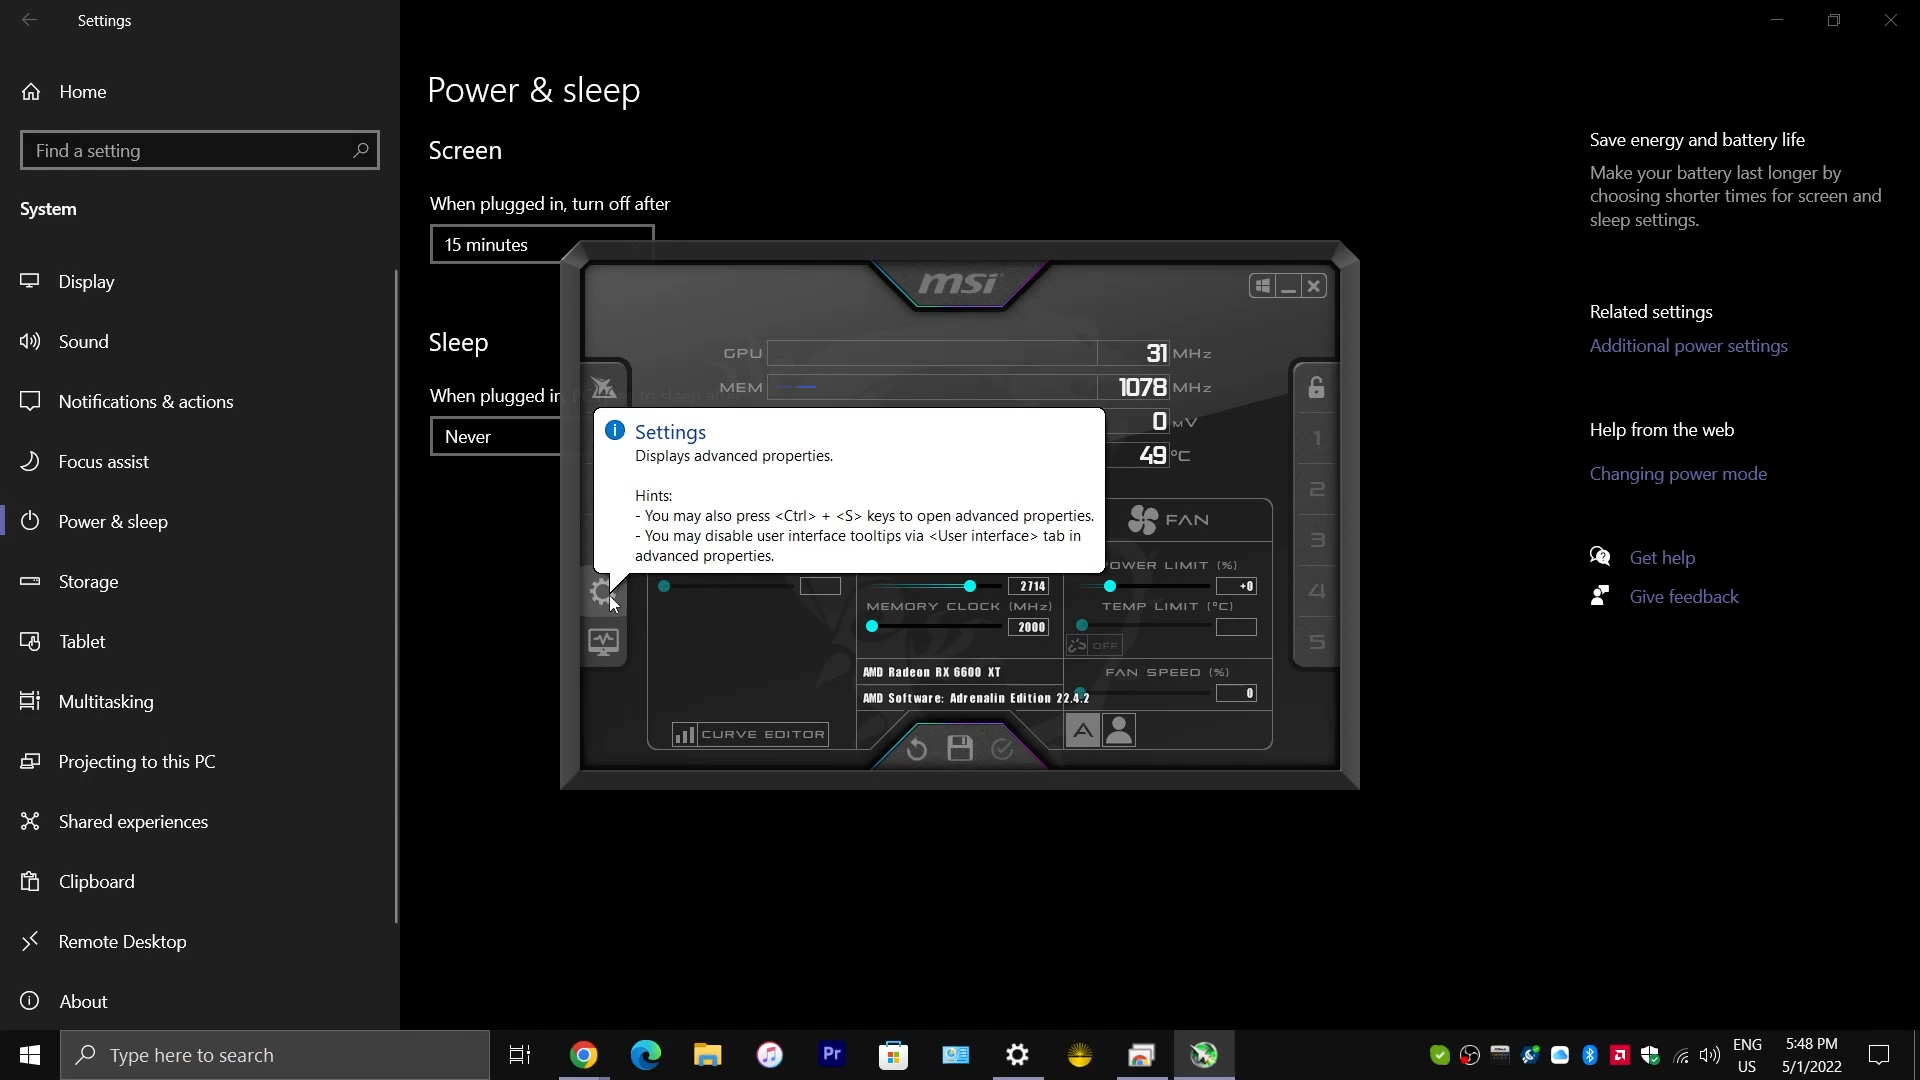 Settings
Home
Find a setting
System
Display
Sound
Notifications & actions
Focus assist
Power & sleep
Storage
Tablet
Multitasking
Projecting to this PC
Shared experiences
Clipboard
Remote Desktop
About
Power & sleep
Screen
When plugged in, turn off after
15 minutes
Sleep
When plugged in
Never
msi
GPU 31 MHz
MEM 1078 MHz
0 MV
49 °C
Settings
Displays advanced properties.
Hints:
- You may also press <Ctrl> + <S> keys to open advanced properties.
- You may disable user interface tooltips via <User interface> tab in
advanced properties.
FAN
OWER LIMIT (%)
2714
+0
MEMORY CLOCK (MHz)
2000
TEMP LIMIT (°C)
OFF
AMD Radeon RX 6600 XT
AMD Software: Adrenalin Edition 22.4.2
FAN SPEED (%)
0
CURVE EDITOR
A
1
2
3
4
5
Save energy and battery life
Make your battery last longer by
choosing shorter times for screen and
sleep settings.
Related settings
Additional power settings
Help from the web
Changing power mode
Get help
Give feedback
Type here to search
Pr
ENG
US
5:48 PM
5/1/2022